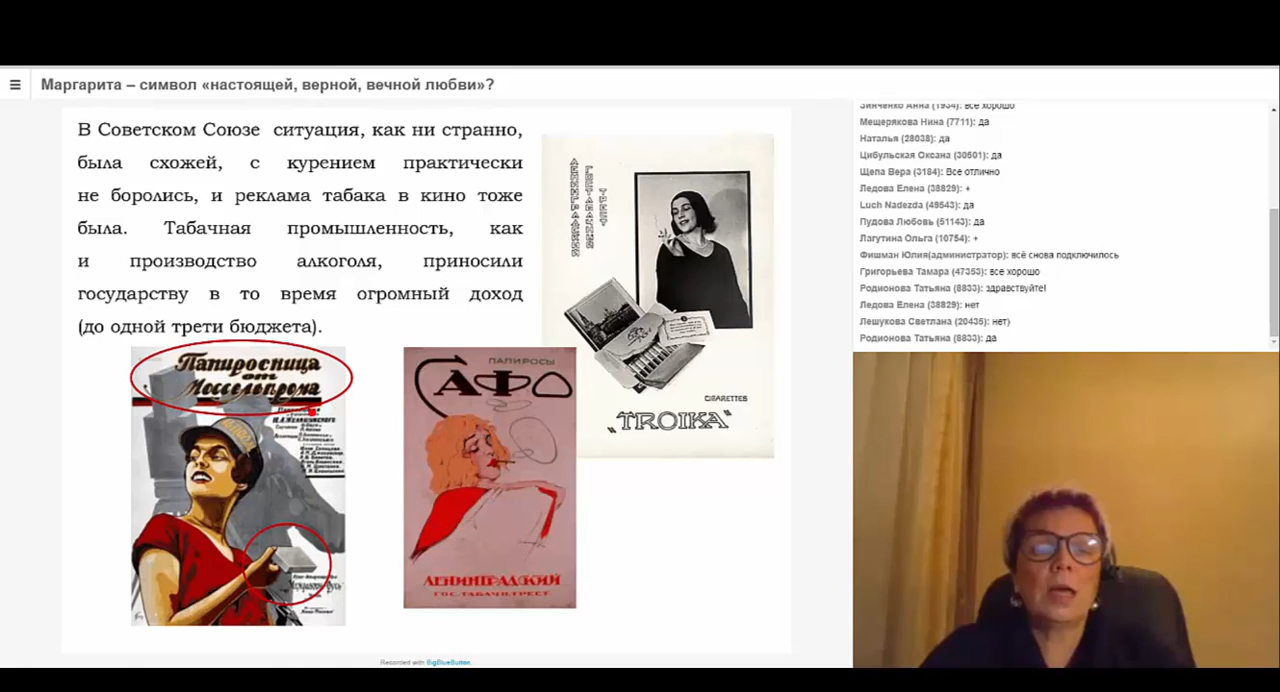 Маргарита – символ «настоящей, верной, вечной любви»?
В Советском Союзе ситуация, как ни странно,
была схожей, с курением практически
не боролись, и реклама табака в кино тоже
была. Табачная промышленность, как
и производство алкоголя, приносили
государству в то время огромный доход
(до одной трети бюджета).
Папиросница
от
Моссельпрома
ПАПИРОСЫ
САФО
ЛЕНИНГРАДСКИЙ
ГОС. ТАБАЧН. ТРЕСТ.
CIGARETTES
"TROIKA"
Зинченко Анна (1934): все хорошо
Мещерякова Нина (7711): да
Наталья (28038): да
Цибульская Оксана (30501): да
Щепа Вера (3184): Все отлично
Ледова Елена (38829): +
Luch Nadezda (49543): да
Пудова Любовь (51143): да
Лагутина Ольга (10754): +
Фишман Юлия(администратор): всё снова подключилось
Григорьева Тамара (47353): все хорошо
Родионова Татьяна (8833): здравствуйте!
Ледова Елена (38829): нет
Лешукова Светлана (20435): нет)
Родионова Татьяна (8833): да
Recorded with BigBlueButton.